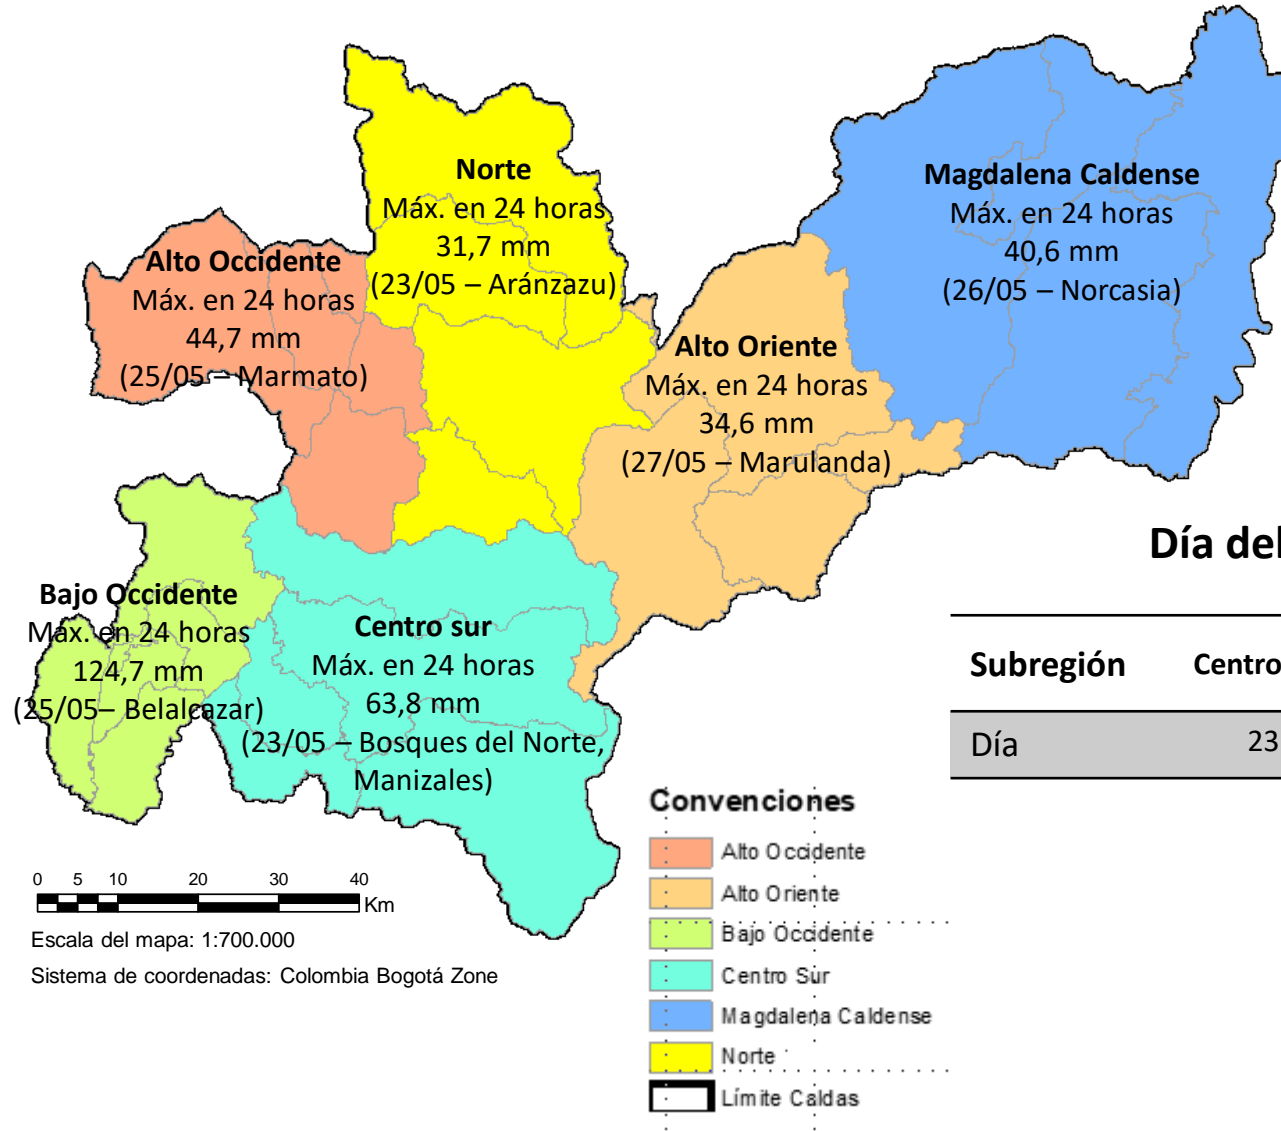 Norte
Máx. en 24 horas
31,7 mm
(23/05 – Aránzazu)
Magdalena Caldense
Máx. en 24 horas
40,6 mm
(26/05 – Norcasia)
Alto Occidente
Máx. en 24 horas
44,7 mm
(25/05 – Marmato)
Alto Oriente
Máx. en 24 horas
34,6 mm
(27/05 – Marulanda)
Bajo Occidente
Máx. en 24 horas
124,7 mm
(25/05– Belalcazar)
Centro sur
Máx. en 24 horas
63,8 mm
(23/05 – Bosques del Norte,
Manizales)
Día del
Subregión Centro
Día 23
Convenciones
Alto Occidente
Alto Oriente
Bajo Occidente
Centro Sur
Magdalena Caldense
Norte
Límite Caldas
0 5 10 20 30 40
Km
Escala del mapa: 1:700.000
Sistema de coordenadas: Colombia Bogotá Zone